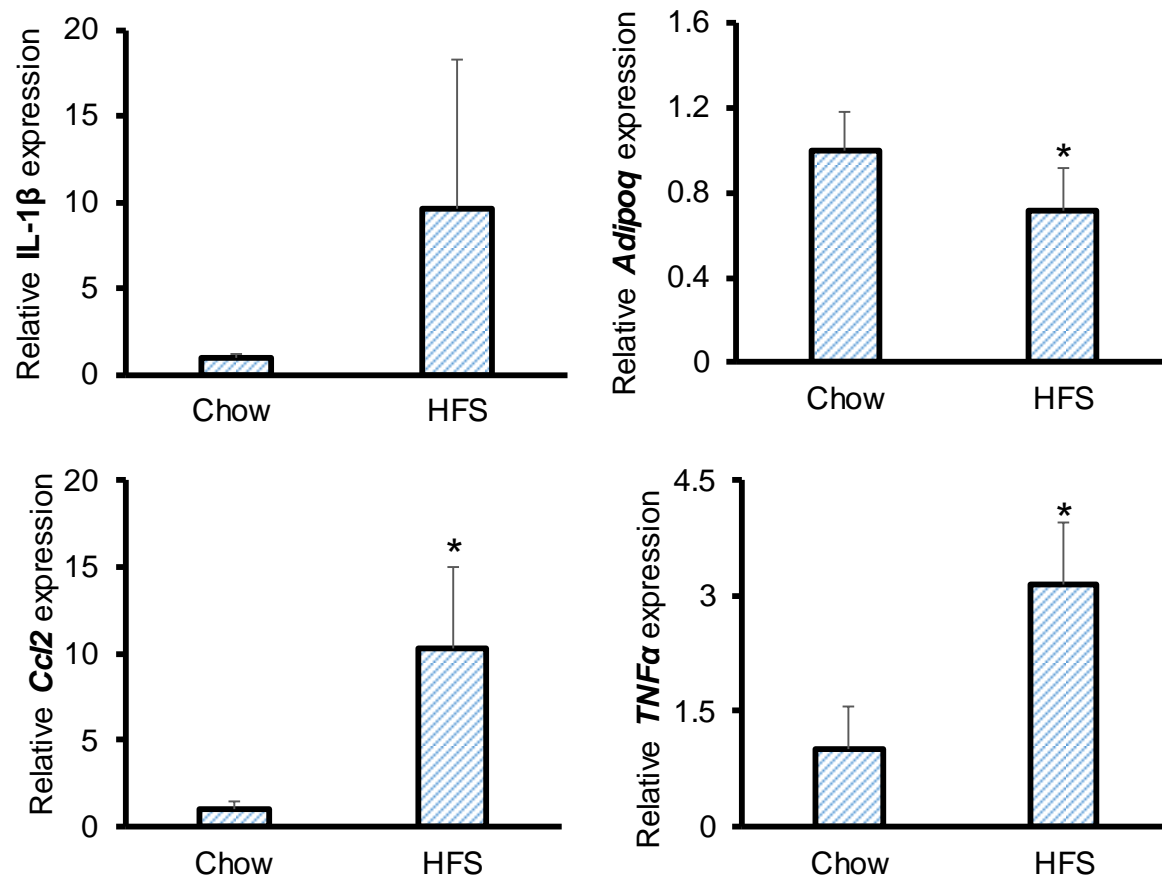 Relative IL-1β expression
20
15
10
5
0
Chow
HFS
Relative Adipoq expression
1.6
1.2
0.8
0.4
0
*
Chow
HFS
Relative Ccl2 expression
20
15
10
5
0
*
Chow
HFS
Relative TNFα expression
4.5
3
1.5
0
*
Chow
HFS